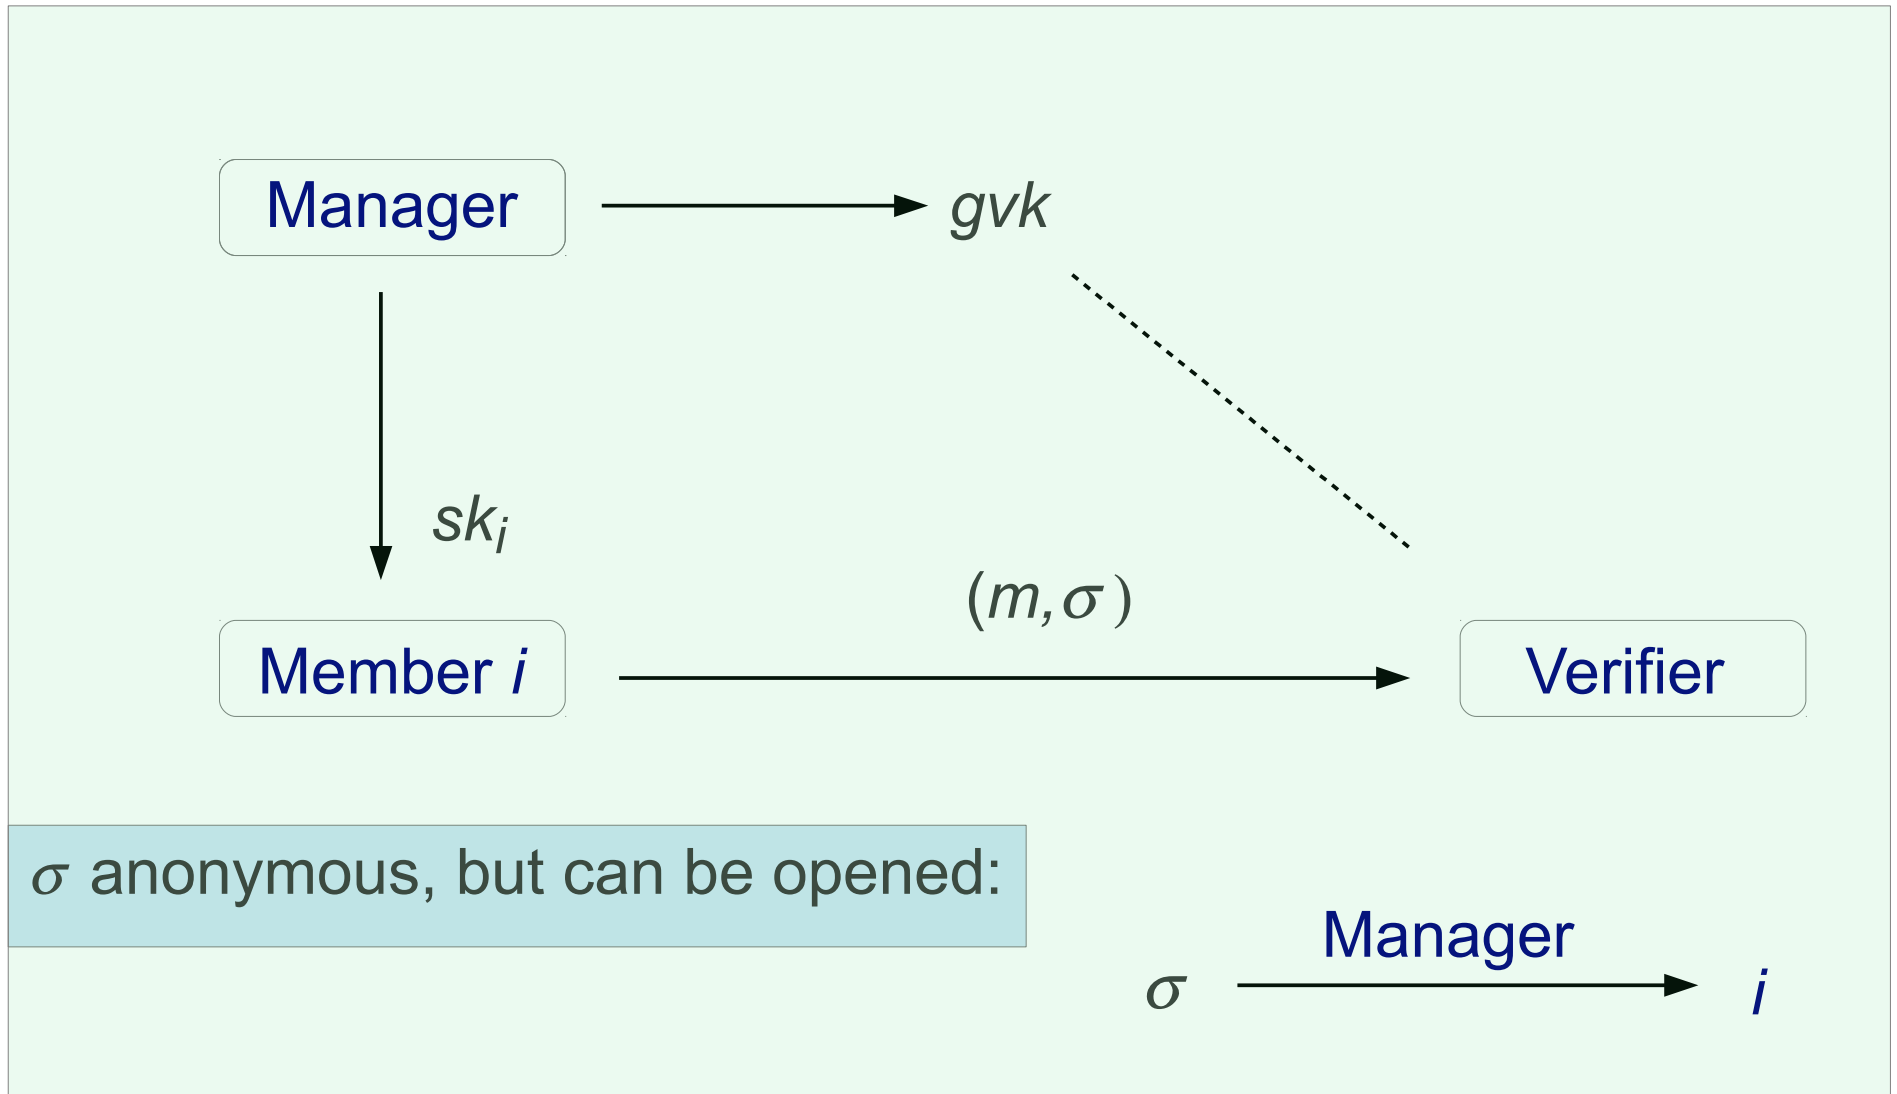 Manager
gvk
sk_i
(m,σ)
Member i
Verifier
σ anonymous, but can be opened:
Manager
σ
i